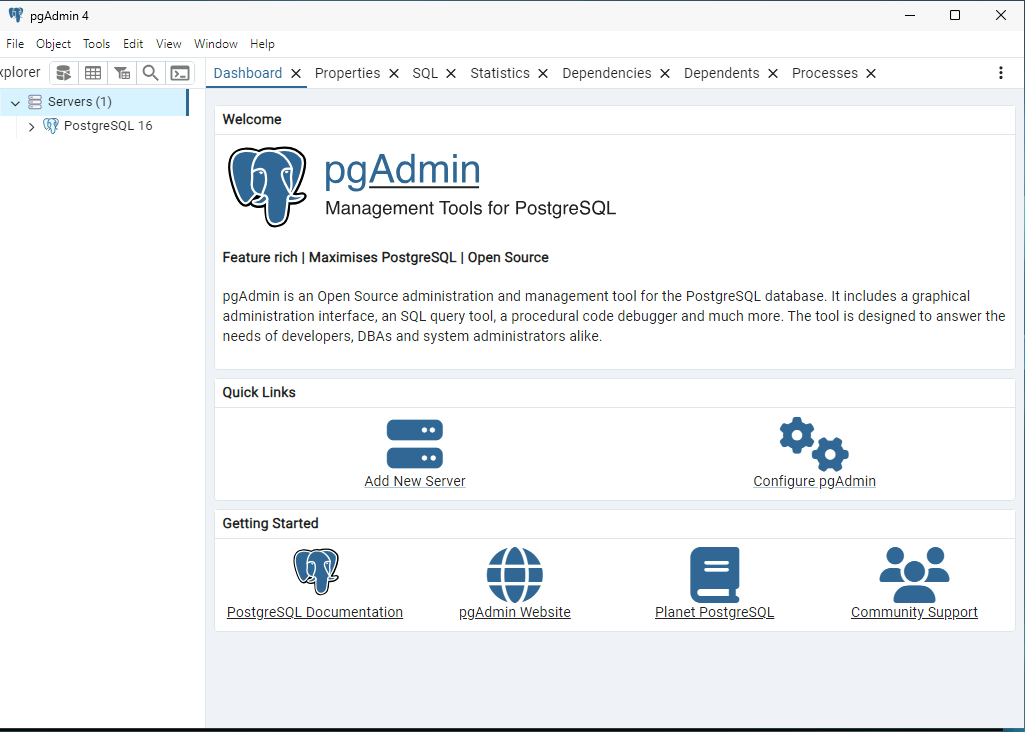 pgAdmin 4
File Object Tools Edit View Window Help
xplorer
Dashboard Properties SQL Statistics Dependencies Dependents Processes
Servers (1)
PostgreSQL 16
Welcome
pgAdmin
Management Tools for PostgreSQL
Feature rich | Maximises PostgreSQL | Open Source
pgAdmin is an Open Source administration and management tool for the PostgreSQL database. It includes a graphical
administration interface, an SQL query tool, a procedural code debugger and much more. The tool is designed to answer the
needs of developers, DBAs and system administrators alike.
Quick Links
Add New Server Configure pgAdmin
Getting Started
PostgreSQL Documentation pgAdmin Website Planet PostgreSQL Community Support